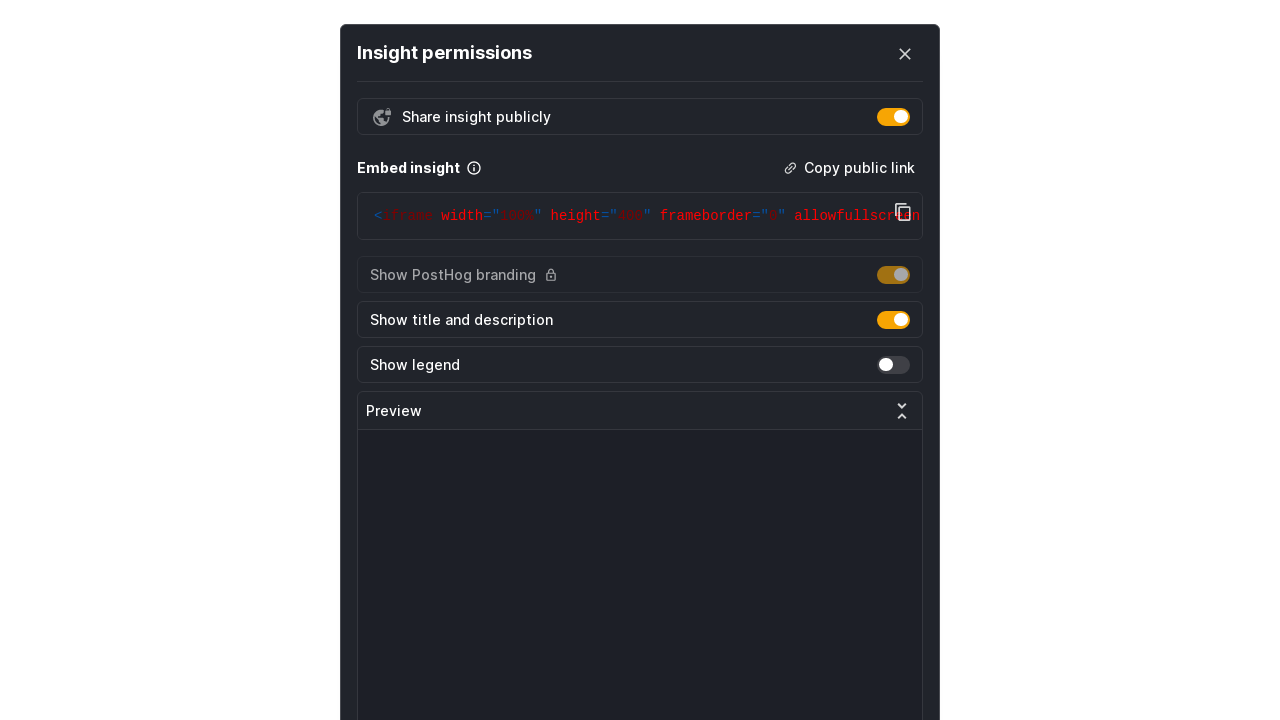 Insight permissions
Share insight publicly
Embed insight
Copy public link
<iframe width="100%" height="400" frameborder="0" allowfullscreen
Show PostHog branding
Show title and description
Show legend
Preview